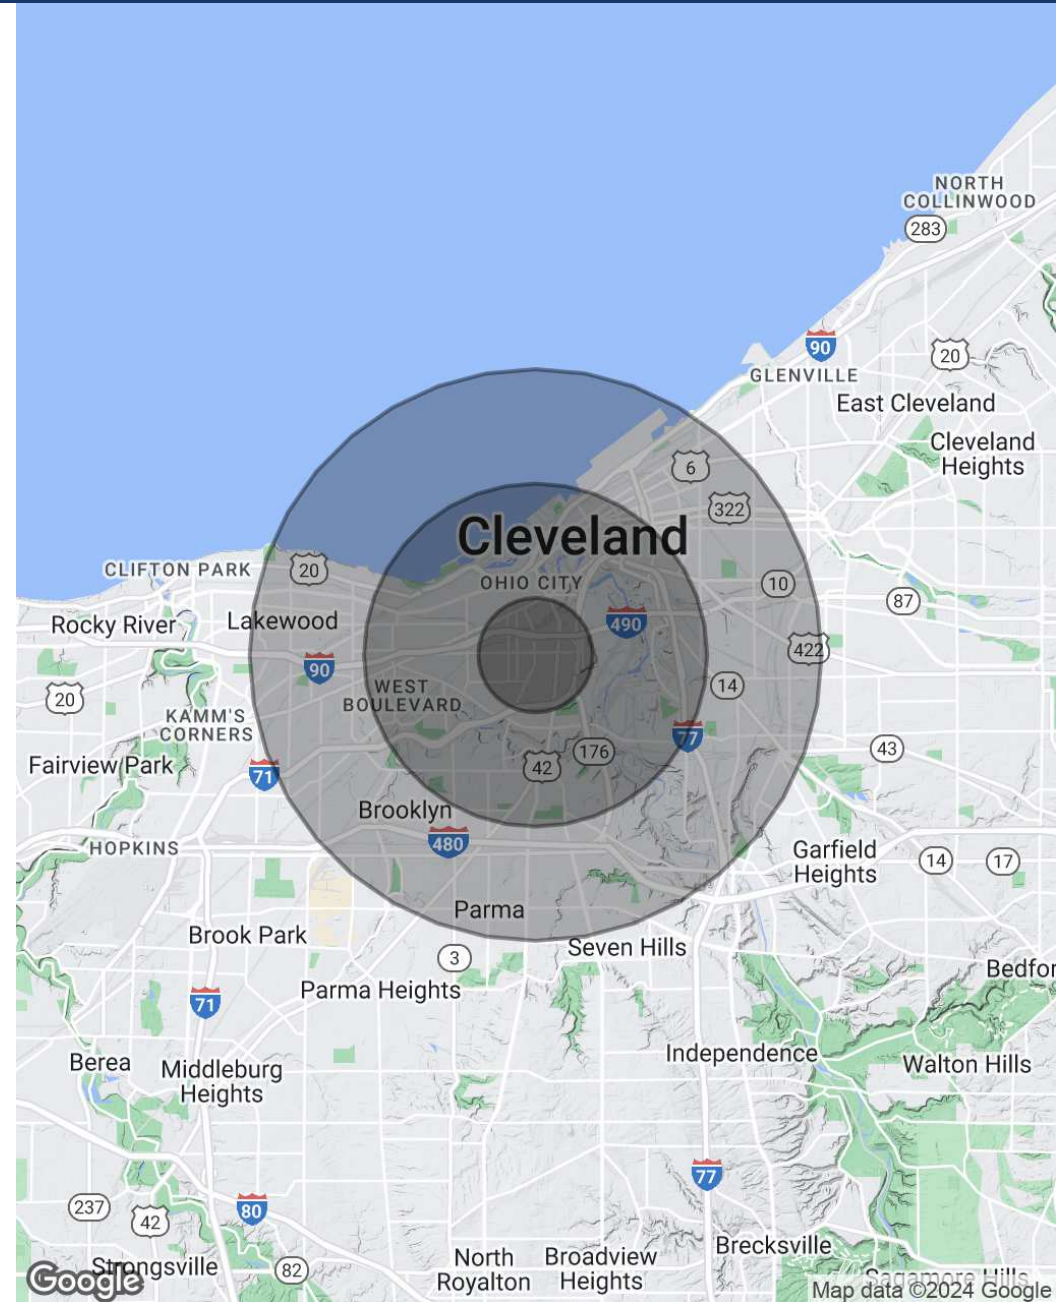 NORTH
COLLINWOOD
283
90
20
GLENVILLE
East Cleveland
Cleveland
Heights
6
322
Cleveland
CLIFTON PARK
20
OHIO CITY
10
87
Rocky River
Lakewood
490
422
90
20
WEST
BOULEVARD
14
KAMM'S
CORNERS
77
43
Fairview Park
71
176
42
Brooklyn
480
HOPKINS
Garfield
Heights
14
17
Parma
Brook Park
Seven Hills
3
Bedfor
Parma Heights
71
Berea
Middleburg
Heights
Independence
Walton Hills
77
237
42
80
Brecksville
North
Royalton
Broadview
Heights
Strongsville
82
Sagamore Hills
Google
Map data ©2024 Google